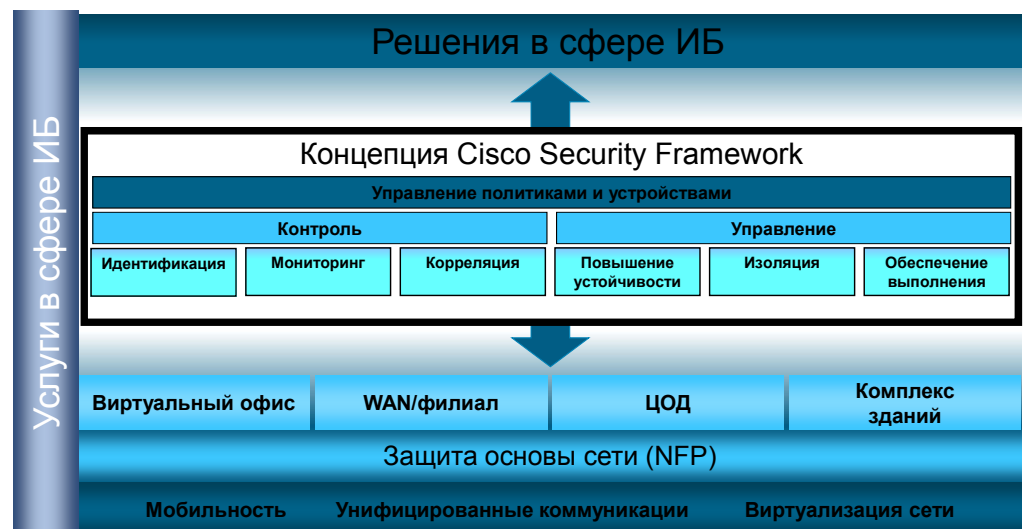 Решения в сфере ИБ
Услуги в сфере ИБ
Концепция Cisco Security Framework
Управление политиками и устройствами
Контроль
Управление
Идентификация
Мониторинг
Корреляция
Повышение
устойчивости
Изоляция
Обеспечение
выполнения
Виртуальный офис
WAN/филиал
ЦОД
Комплекс
зданий
Защита основы сети (NFP)
Мобильность
Унифицированные коммуникации
Виртуализация сети